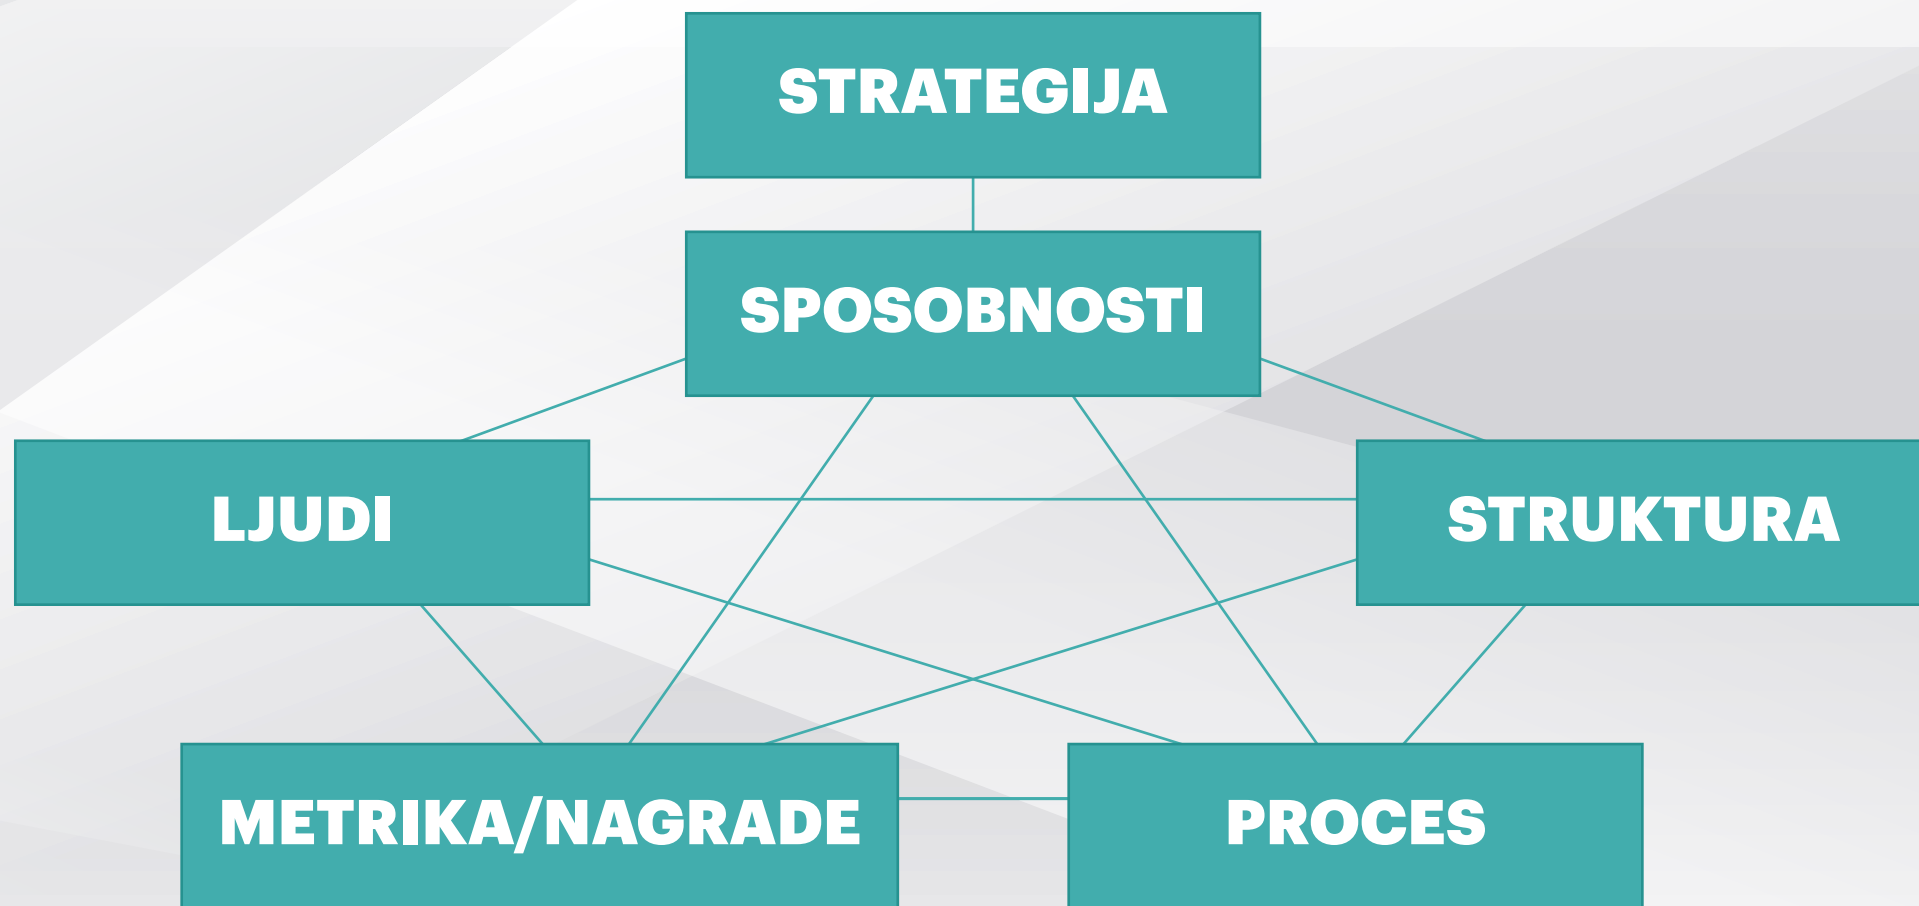 STRATEGIJA
SPOSOBNOSTI
LJUDI
STRUKTURA
METRIKA/NAGRADE
PROCES